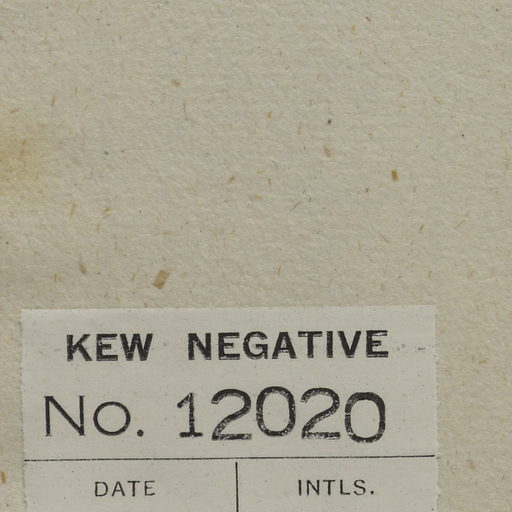 KEW NEGATIVE
No. 12020
DATE INTLS.